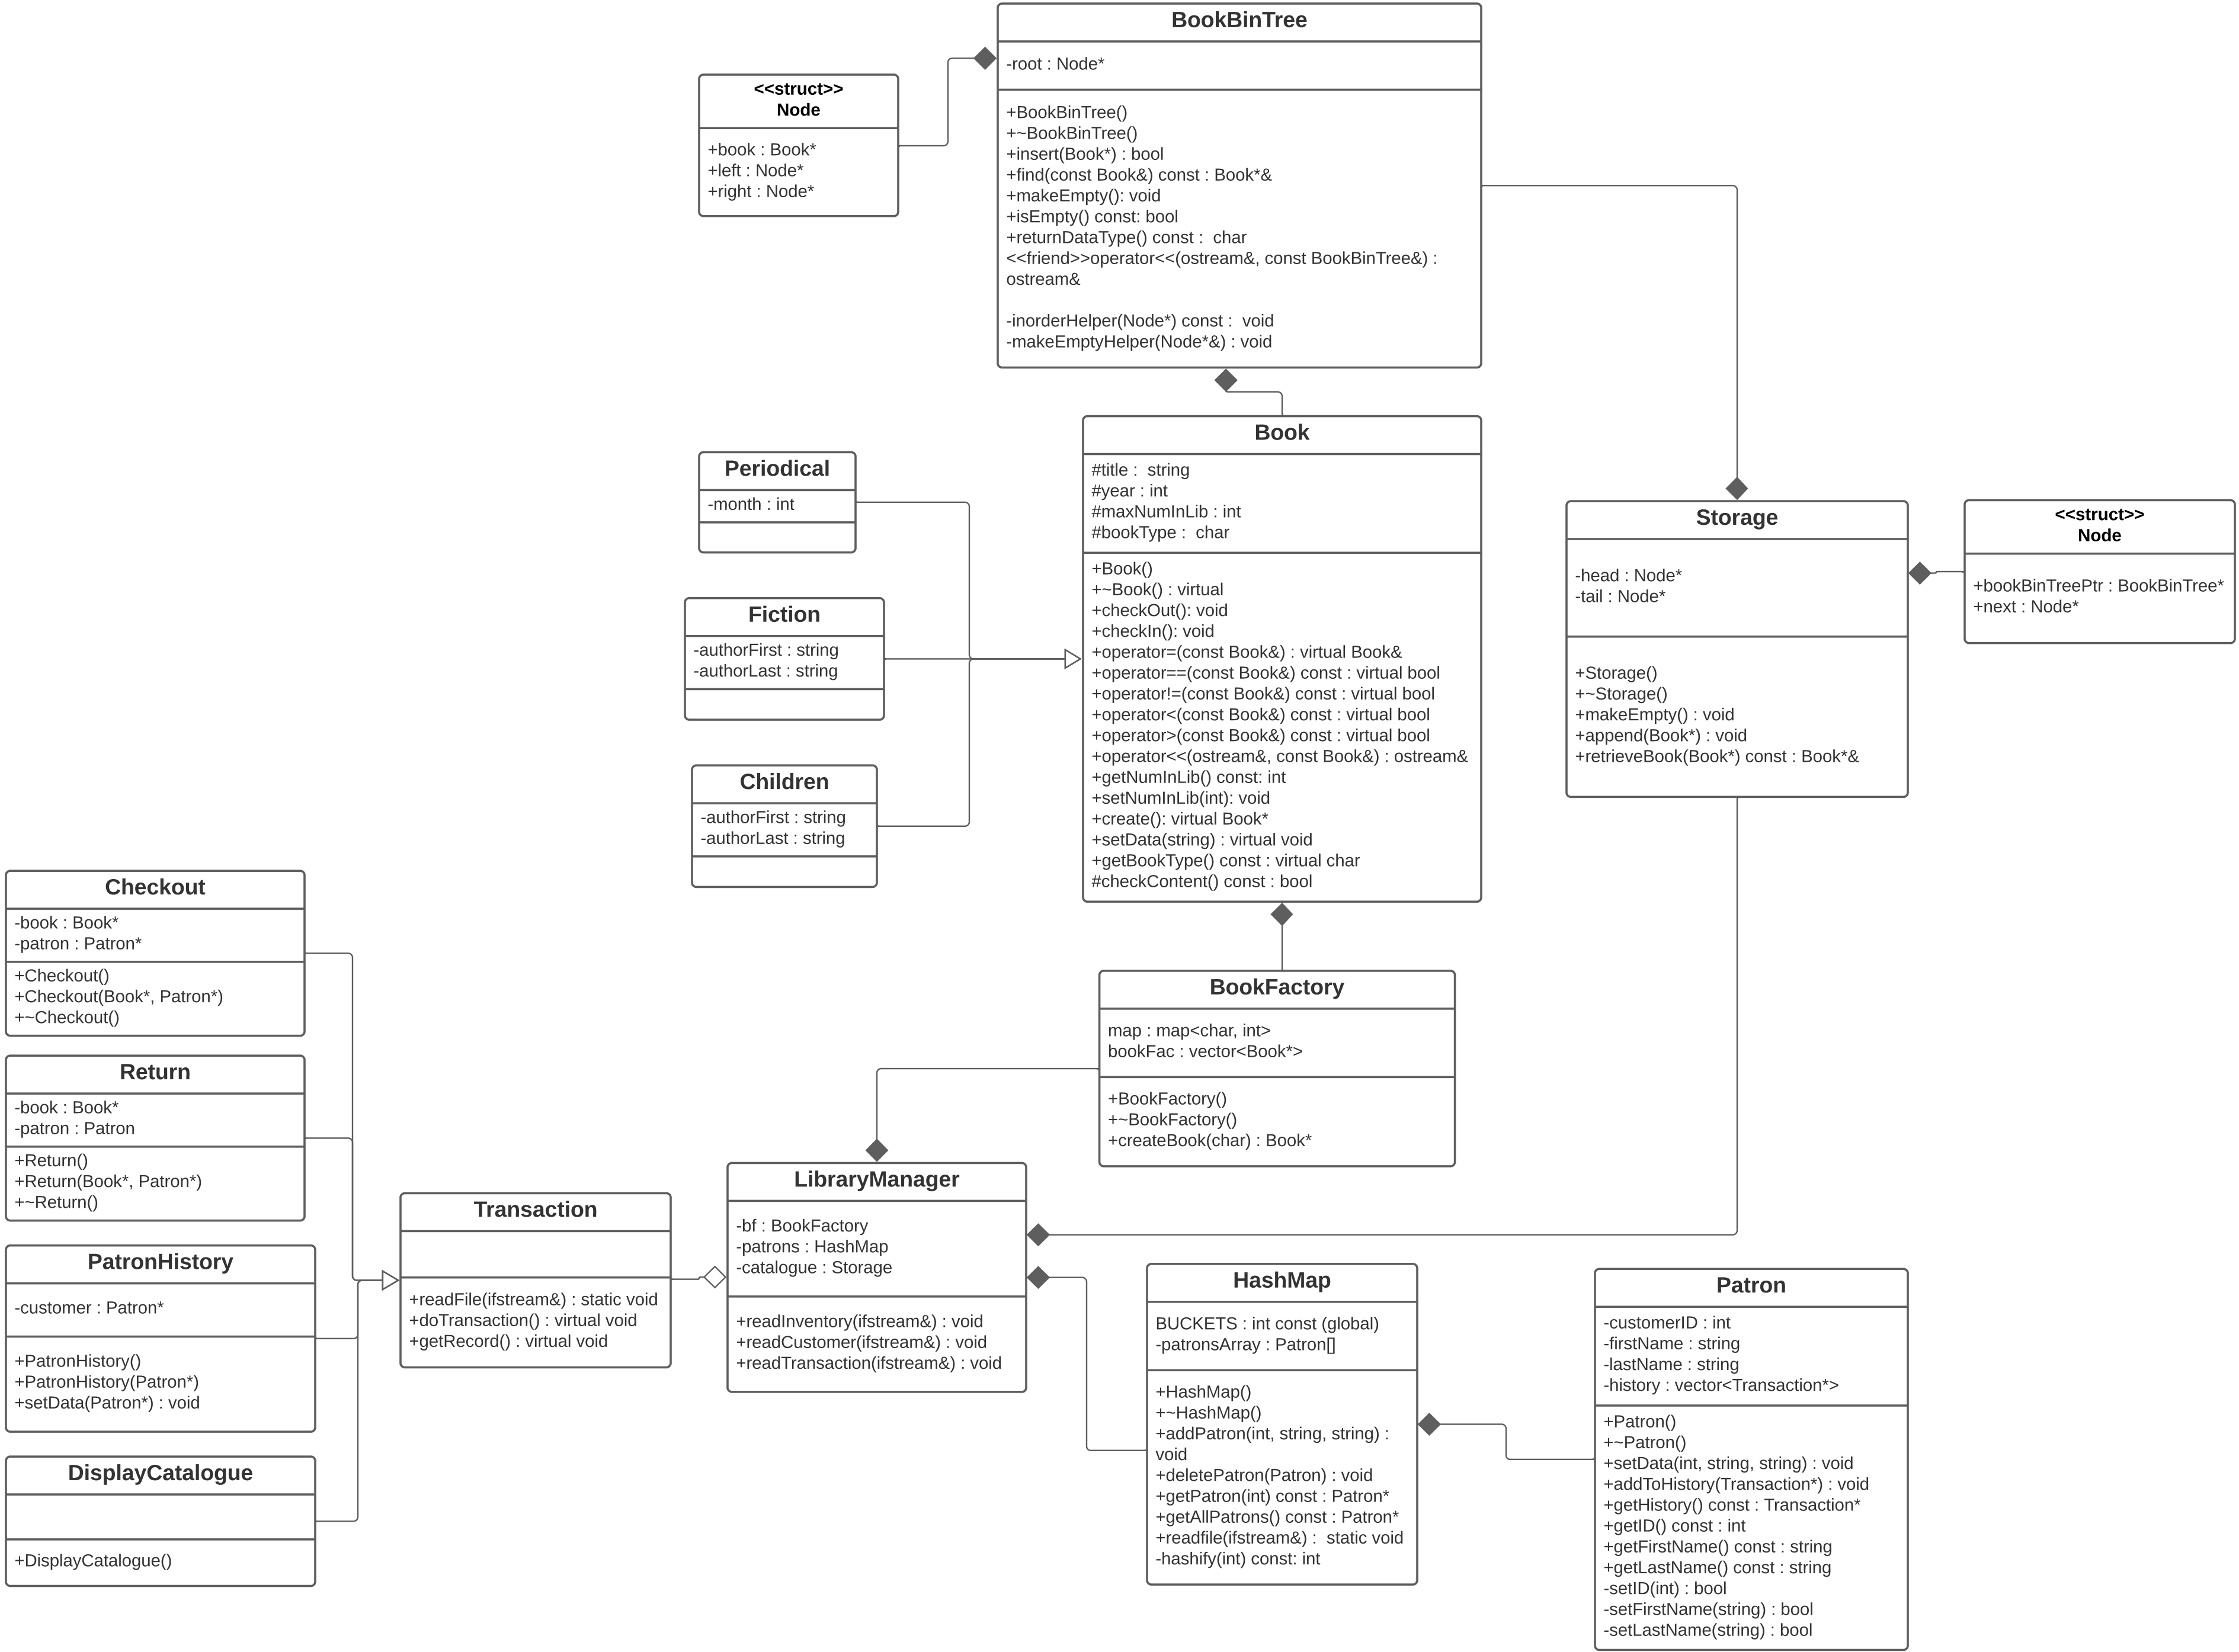 BookBinTree
-root : Node*
+BookBinTree()
+~BookBinTree()
+insert(Book*) : bool
+find(const Book&) const : Book*&
+makeEmpty(): void
+isEmpty() const: bool
+returnDataType() const :  char
<<friend>>operator<<(ostream&, const BookBinTree&) :
ostream&
-inorderHelper(Node*) const :  void
-makeEmptyHelper(Node*&) : void
<<struct>>
Node
+book : Book*
+left : Node*
+right : Node*
Book
#title :  string
#year : int
#maxNumInLib : int
#bookType :  char
+Book()
+~Book() : virtual
+checkOut(): void
+checkIn(): void
+operator=(const Book&) : virtual Book&
+operator==(const Book&) const : virtual bool
+operator!=(const Book&) const : virtual bool
+operator<(const Book&) const : virtual bool
+operator>(const Book&) const : virtual bool
+operator<<(ostream&, const Book&) : ostream&
+getNumInLib() const: int
+setNumInLib(int): void
+create(): virtual Book*
+setData(string) : virtual void
+getBookType() const : virtual char
#checkContent() const : bool
Periodical
-month : int
Fiction
-authorFirst : string
-authorLast : string
Children
-authorFirst : string
-authorLast : string
Storage
-head : Node*
-tail : Node*
+Storage()
+~Storage()
+makeEmpty() : void
+append(Book*) : void
+retrieveBook(Book*) const : Book*&
<<struct>>
Node
+bookBinTreePtr : BookBinTree*
+next : Node*
Checkout
-book : Book*
-patron : Patron*
+Checkout()
+Checkout(Book*, Patron*)
+~Checkout()
Return
-book : Book*
-patron : Patron
+Return()
+Return(Book*, Patron*)
+~Return()
PatronHistory
-customer : Patron*
+PatronHistory()
+PatronHistory(Patron*)
+setData(Patron*) : void
DisplayCatalogue
+DisplayCatalogue()
Transaction
+readFile(ifstream&) : static void
+doTransaction() : virtual void
+getRecord() : virtual void
LibraryManager
-bf : BookFactory
-patrons : HashMap
-catalogue : Storage
+readInventory(ifstream&) : void
+readCustomer(ifstream&) : void
+readTransaction(ifstream&) : void
BookFactory
map : map<char, int>
bookFac : vector<Book*>
+BookFactory()
+~BookFactory()
+createBook(char) : Book*
HashMap
BUCKETS : int const (global)
-patronsArray : Patron[]
+HashMap()
+~HashMap()
+addPatron(int, string, string) :
void
+deletePatron(Patron) : void
+getPatron(int) const : Patron*
+getAllPatrons() const : Patron*
+readfile(ifstream&) :  static void
-hashify(int) const: int
Patron
-customerID : int
-firstName : string
-lastName : string
-history : vector<Transaction*>
+Patron()
+~Patron()
+setData(int, string, string) : void
+addToHistory(Transaction*) : void
+getHistory() const : Transaction*
+getID() const : int
+getFirstName() const : string
+getLastName() const : string
-setID(int) : bool
-setFirstName(string) : bool
-setLastName(string) : bool